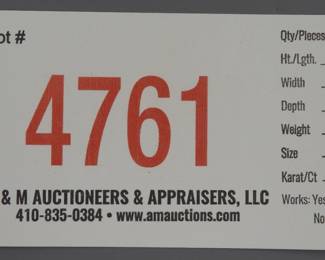 ot #
4761
& M AUCTIONEERS & APPRAISERS, LLC
410-835-0384 • www.amauctions.com
Qty/Pieces
Ht./Lgth.
Width
Depth
Weight
Size
Karat/Ct
Works: Yes
No